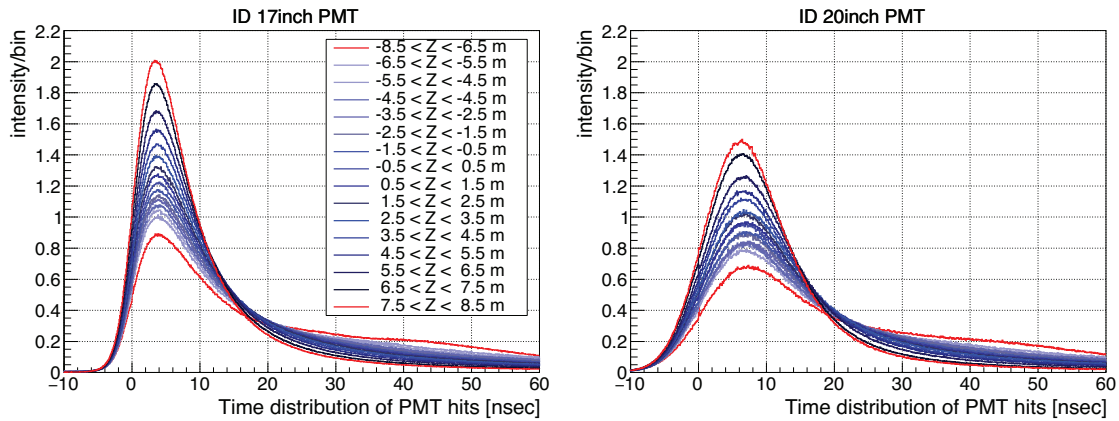 ID 17inch PMT
intensity/bin
2.2
2
1.8
1.6
1.4
1.2
1
0.8
0.6
0.4
0.2
0
-8.5 < Z < -6.5 m
-6.5 < Z < -5.5 m
-5.5 < Z < -4.5 m
-4.5 < Z < -4.5 m
-3.5 < Z < -2.5 m
-2.5 < Z < -1.5 m
-1.5 < Z < -0.5 m
-0.5 < Z < 0.5 m
0.5 < Z < 1.5 m
1.5 < Z < 2.5 m
2.5 < Z < 3.5 m
3.5 < Z < 4.5 m
4.5 < Z < 5.5 m
5.5 < Z < 6.5 m
6.5 < Z < 7.5 m
7.5 < Z < 8.5 m
−10 0 10 20 30 40 50 60
Time distribution of PMT hits [nsec]
ID 20inch PMT
intensity/bin
2.2
2
1.8
1.6
1.4
1.2
1
0.8
0.6
0.4
0.2
0
−10 0 10 20 30 40 50 60
Time distribution of PMT hits [nsec]